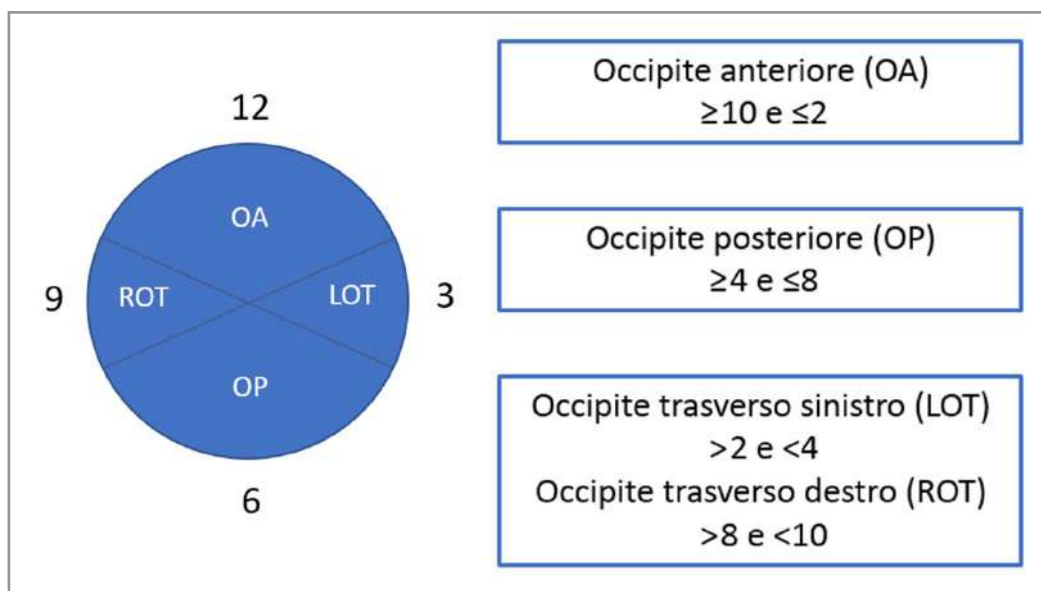 12
OA
9
ROT
LOT
3
OP
6
Occipite anteriore (OA)
≥10 e ≤2
Occipite posteriore (OP)
≥4 e ≤8
Occipite trasverso sinistro (LOT)
>2 e <4
Occipite trasverso destro (ROT)
>8 e <10